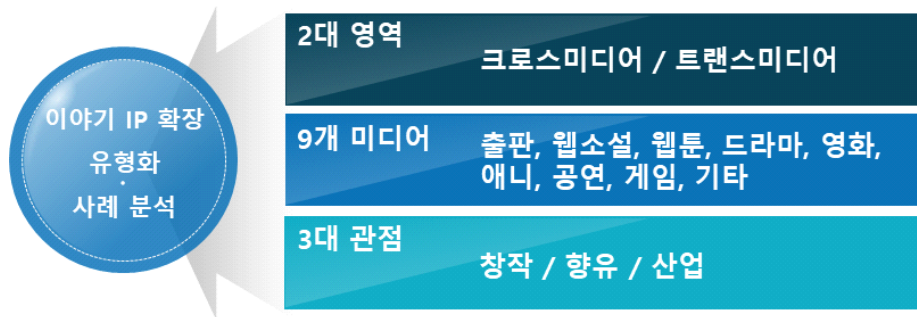 이야기 IP 확장
유형화
·
사례 분석
2대 영역
크로스미디어 / 트랜스미디어
9개 미디어
출판, 웹소설, 웹툰, 드라마, 영화,
애니, 공연, 게임, 기타
3대 관점
창작 / 향유 / 산업